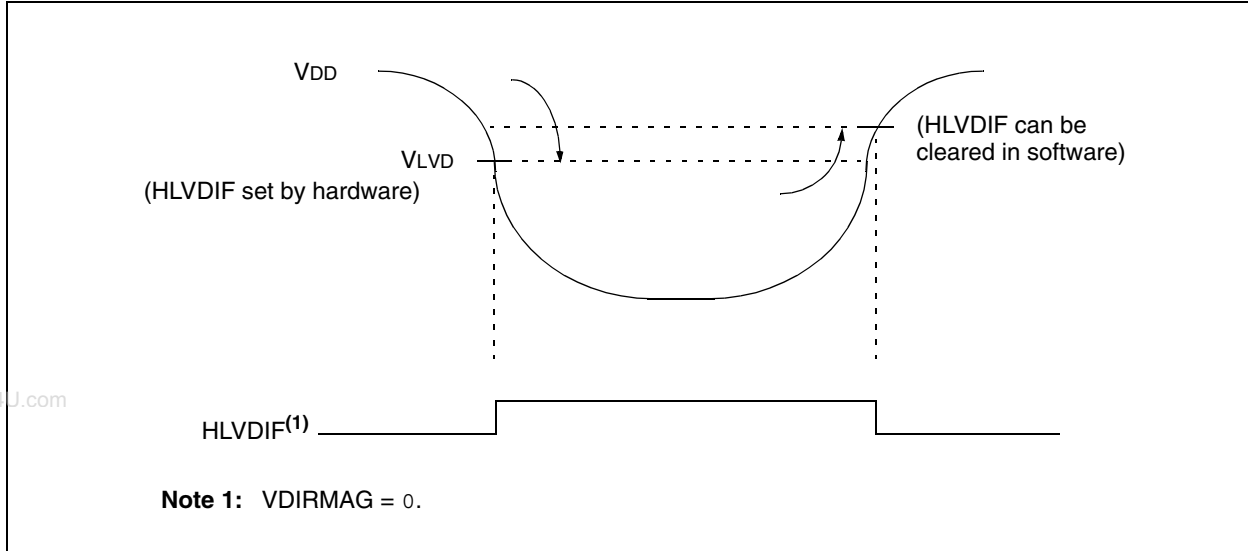 VDD
(HLVDIF can be
cleared in software)
VLVD
(HLVDIF set by hardware)
4U.com
HLVDIF(1)
Note 1: VDIRMAG = 0.